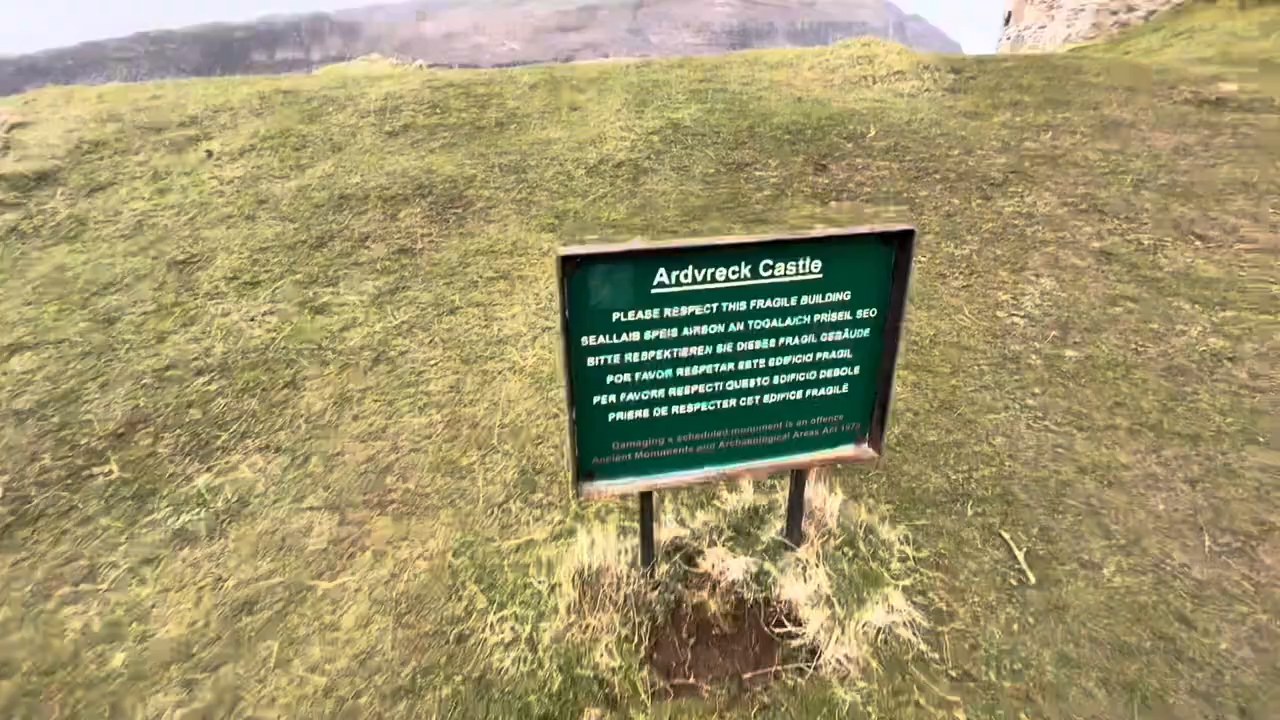 Ardvreck Castle
PLEASE RESPECT THIS FRAGILE BUILDING
SEALLAIB SPEIS AIRSON AN TOGALAICH PRÌSEIL SEO
BITTE RESPEKTIEREN SIE DIESES FRAGIL GEBÄUDE
POR FAVOR RESPETAR ESTE EDIFICIO FRAGIL
PER FAVORE RESPECTI QUESTO EDIFICIO DEBOLE
PRIERE DE RESPECTER CET EDIFICE FRAGILÉ
Damaging a scheduled monument is an offence
Ancient Monuments and Archaeological Areas Act 1979